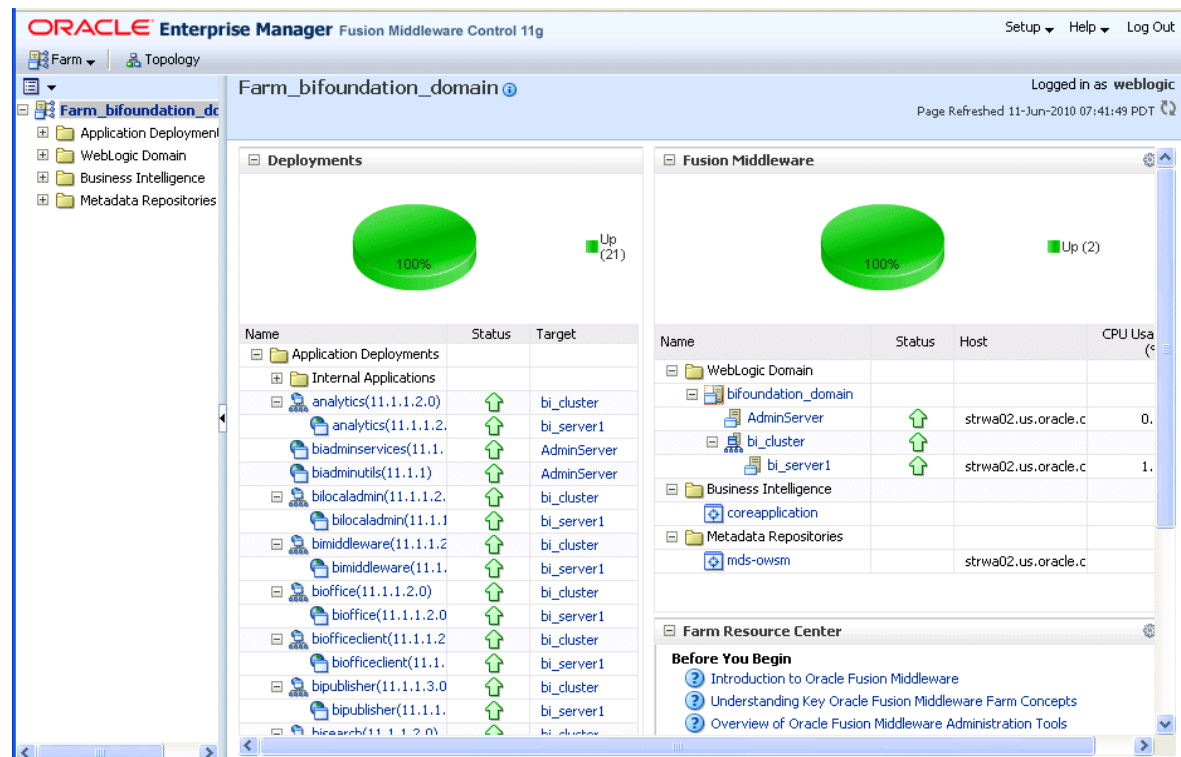 ORACLE Enterprise Manager Fusion Middleware Control 11g
Setup Help Log Out
Farm Topology
Farm_bifoundation_dc
Application Deployment
WebLogic Domain
Business Intelligence
Metadata Repositories
Farm_bifoundation_domain
Logged in as weblogic
Page Refreshed 11-Jun-2010 07:41:49 PDT
Deployments
100%
Up
(21)
Name Status Target
Application Deployments
Internal Applications
analytics(11.1.1.2.0) bi_cluster
analytics(11.1.1.2. bi_server1
biadminservices(11.1. AdminServer
biadminutils(11.1.1) AdminServer
bilocaladmin(11.1.1.2. bi_cluster
bilocaladmin(11.1.1 bi_server1
bimiddleware(11.1.1.2 bi_cluster
bimiddleware(11.1. bi_server1
bioffice(11.1.1.2.0) bi_cluster
bioffice(11.1.1.2.0 bi_server1
biofficeclient(11.1.1.2 bi_cluster
biofficeclient(11.1. bi_server1
bipublisher(11.1.1.3.0 bi_cluster
bipublisher(11.1.1. bi_server1
bisearch(11.1.1.2.0) bi_cluster
Fusion Middleware
100%
Up (2)
Name Status Host CPU Usa
(%
WebLogic Domain
bifoundation_domain
AdminServer strwa02.us.oracle.c 0.
bi_cluster
bi_server1 strwa02.us.oracle.c 1.
Business Intelligence
coreapplication
Metadata Repositories
mds-owsm strwa02.us.oracle.c
Farm Resource Center
Before You Begin
Introduction to Oracle Fusion Middleware
Understanding Key Oracle Fusion Middleware Farm Concepts
Overview of Oracle Fusion Middleware Administration Tools